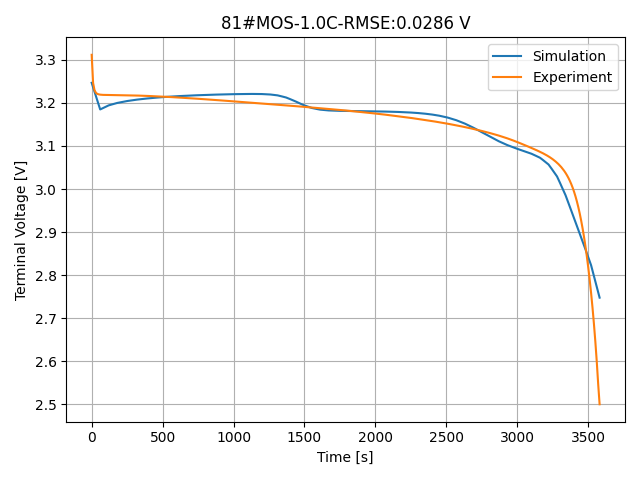 81#MOS-1.0C-RMSE:0.0286 V
Simulation
Experiment
3.3
3.2
3.1
3.0
2.9
2.8
2.7
2.6
2.5
Terminal Voltage [V]
0 500 1000 1500 2000 2500 3000 3500
Time [s]